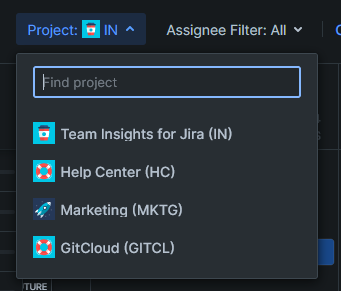 Project: IN Assignee Filter: All
Find project
Team Insights for Jira (IN)
Help Center (HC)
Marketing (MKTG)
GitCloud (GITCL)
TURE